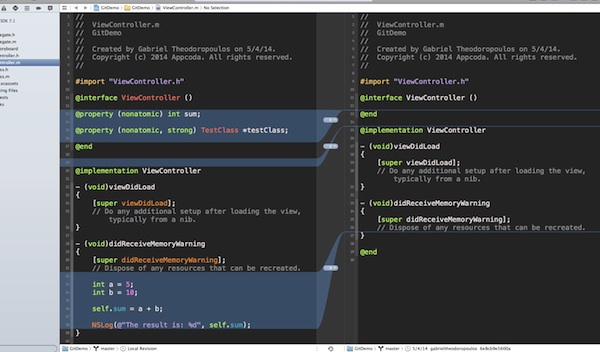 SDK 7.1
GitDemo
GitDemo
ViewController.m
No Selection
//
//  ViewController.m
//  GitDemo
//
//  Created by Gabriel Theodoropoulos on 5/4/14.
//  Copyright (c) 2014 Appcoda. All rights reserved.
//
#import "ViewController.h"
@interface ViewController ()
@property (nonatomic) int sum;
@property (nonatomic, strong) TestClass *testClass;
@end
@implementation ViewController
- (void)viewDidLoad
{
[super viewDidLoad];
// Do any additional setup after loading the view,
typically from a nib.
}
- (void)didReceiveMemoryWarning
{
[super didReceiveMemoryWarning];
// Dispose of any resources that can be recreated.
int a = 5;
int b = 10;
self.sum = a + b;
NSLog(@"The result is: %d", self.sum);
}
GitDemo
master
Local Revision
//
//  ViewController.m
//  GitDemo
//
//  Created by Gabriel Theodoropoulos on 5/4/14.
//  Copyright (c) 2014 Appcoda. All rights reserved.
//
#import "ViewController.h"
@interface ViewController ()
@end
@implementation ViewController
- (void)viewDidLoad
{
[super viewDidLoad];
// Do any additional setup after loading the view,
typically from a nib.
}
- (void)didReceiveMemoryWarning
{
[super didReceiveMemoryWarning];
// Dispose of any resources that can be recreated.
}
@end
GitDemo
master
5/4/14 gabrieltheodoropoulos